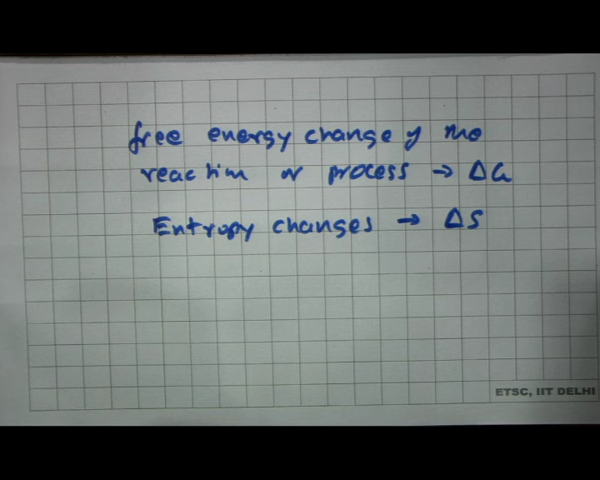 free energy change of the
reaction or process → ΔG
Entropy changes → ΔS
ETSC, IIT DELHI